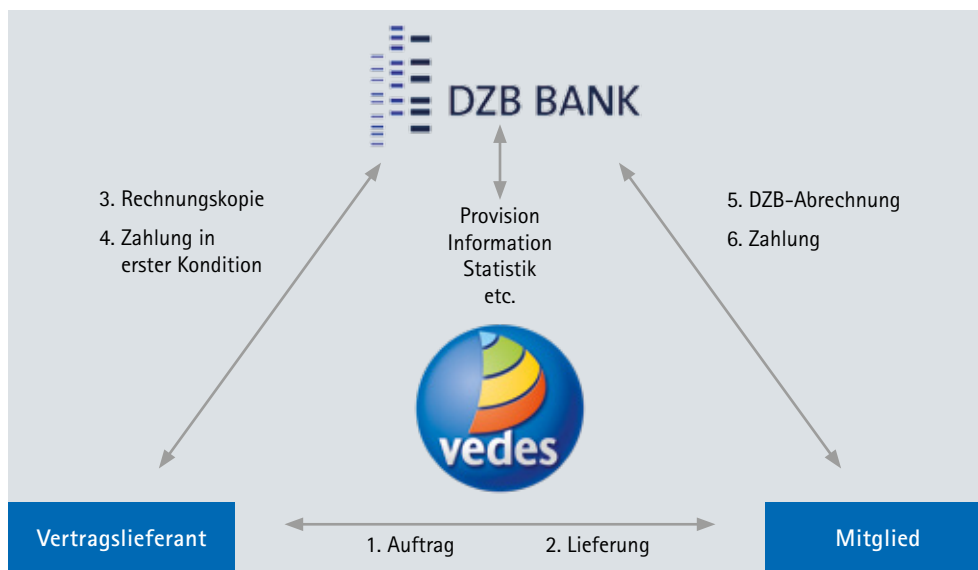 DZB BANK
3. Rechnungskopie
4. Zahlung in
erster Kondition
Provision
Information
Statistik
etc.
5. DZB-Abrechnung
6. Zahlung
vedes
Vertragslieferant
1. Auftrag
2. Lieferung
Mitglied